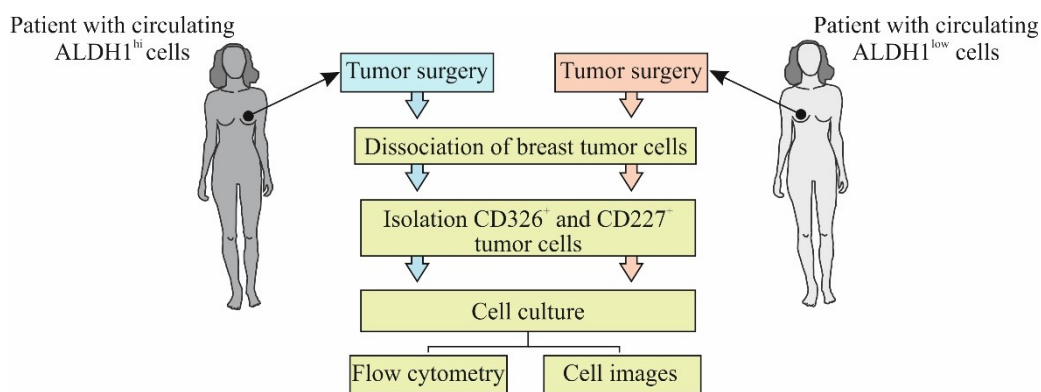 Patient with circulating
ALDH1hi cells
Patient with circulating
ALDH1low cells
Tumor surgery
Tumor surgery
Dissociation of breast tumor cells
Isolation CD326+ and CD227+
tumor cells
Cell culture
Flow cytometry
Cell images